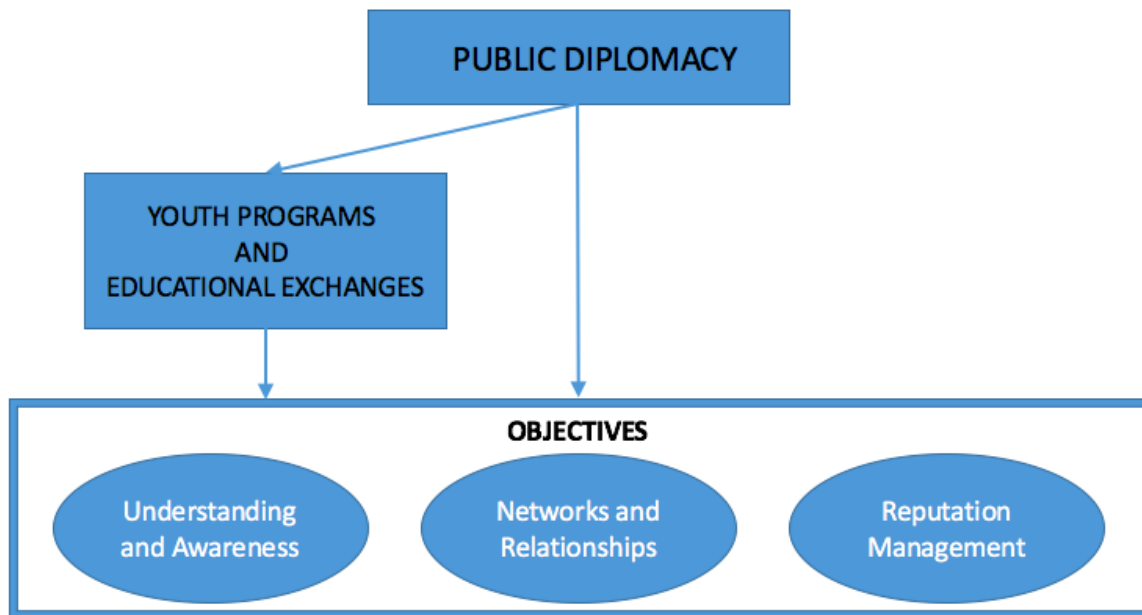 PUBLIC DIPLOMACY
YOUTH PROGRAMS
AND
EDUCATIONAL EXCHANGES
OBJECTIVES
Understanding
and Awareness
Networks and
Relationships
Reputation
Management